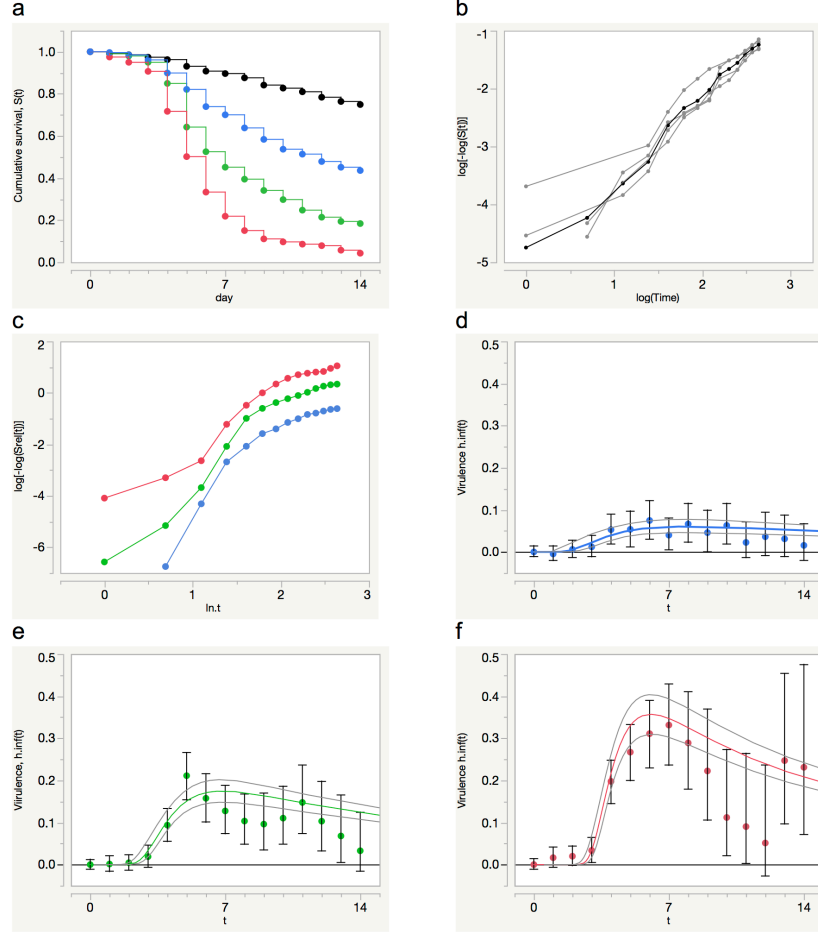 a
1.0
0.8
0.6
0.4
0.2
0.0
Cumulative survival, S(t)
0 7 14
day
b
-1
-2
-3
-4
-5
log[-log(S[t])]
0 1 2 3
log(Time)
c
2
0
-2
-4
-6
log[-log(Srel[t])]
0 1 2 3
ln.t
d
0.5
0.4
0.3
0.2
0.1
0.0
Virulence h.inf(t)
0 7 14
t
e
0.5
0.4
0.3
0.2
0.1
0.0
Viirulence, h.inf(t)
0 7 14
t
f
0.5
0.4
0.3
0.2
0.1
0.0
Virulence h.inf(t)
0 7 14
t